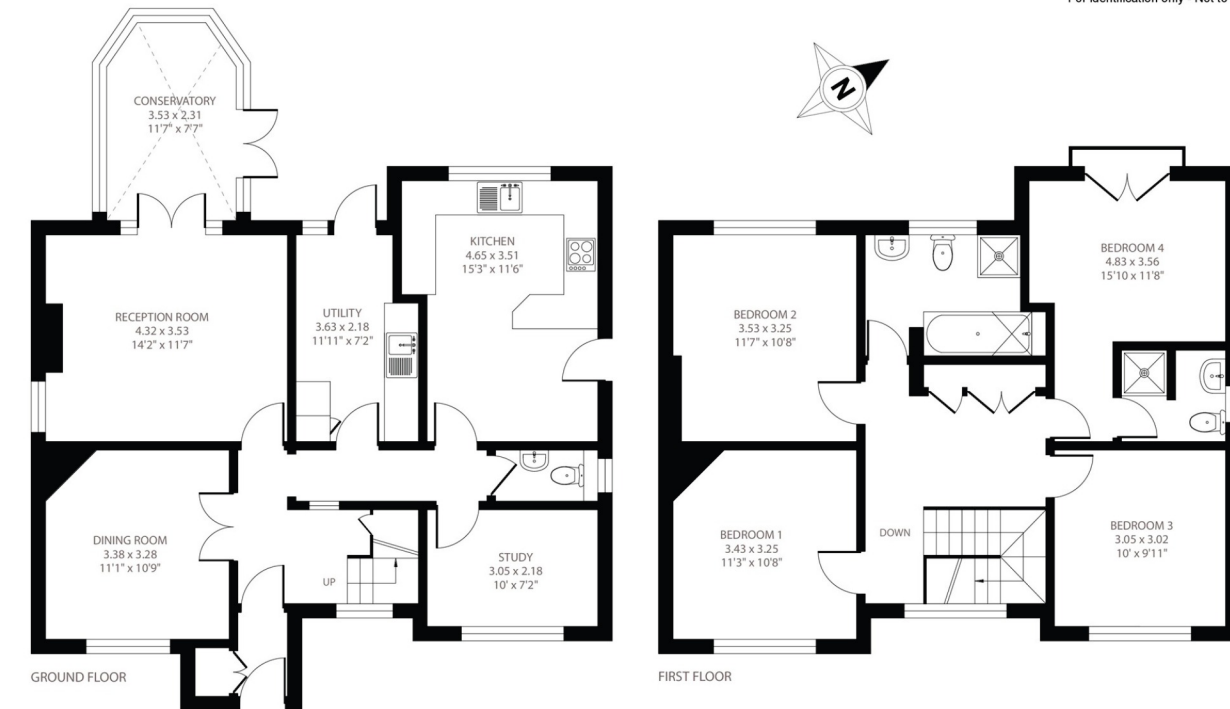 For identification only - Not to
CONSERVATORY
3.53 x 2.31
11'7" x 7'7"
N
KITCHEN
4.65 x 3.51
15'3" x 11'6"
RECEPTION ROOM
4.32 x 3.53
14'2" x 11'7"
UTILITY
3.63 x 2.18
11'11" x 7'2"
DINING ROOM
3.38 x 3.28
11'1" x 10'9"
UP
STUDY
3.05 x 2.18
10' x 7'2"
GROUND FLOOR
BEDROOM 4
4.83 x 3.56
15'10 x 11'8"
BEDROOM 2
3.53 x 3.25
11'7" x 10'8"
BEDROOM 1
3.43 x 3.25
11'3" x 10'8"
DOWN
BEDROOM 3
3.05 x 3.02
10' x 9'11"
FIRST FLOOR